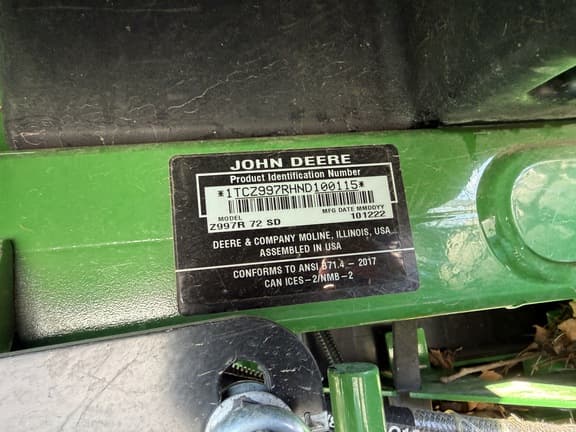 JOHN DEERE
Product Identification Number
*1TCZ997RHND100115*
MODEL MFG DATE MMDDYY
Z997R 72 SD 101222
DEERE & COMPANY MOLINE, ILLINOIS, USA
ASSEMBLED IN USA
CONFORMS TO ANSI B71.4 – 2017
CAN ICES–2/NMB–2